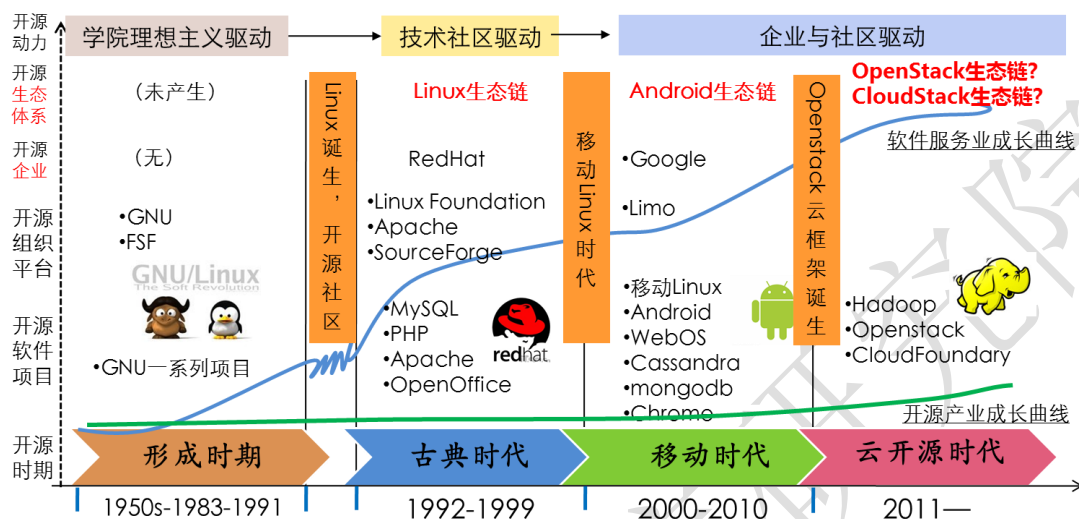 开源
动力
学院理想主义驱动
技术社区驱动
企业与社区驱动
开源
生态
体系
（未产生）
Linux生态链
Android生态链
OpenStack生态链？
CloudStack生态链？
软件服务业成长曲线
开源
企业
（无）
RedHat
•Google
开源
组织
平台
•GNU
•FSF
•Linux Foundation
•Apache
•SourceForge
•Limo
GNU/Linux
The Soft Revolution
开源
软件
项目
•GNU一系列项目
•MySQL
•PHP
•Apache
•OpenOffice
redhat.
•移动Linux
•Android
•WebOS
•Cassandra
•mongodb
•Chrome
•Hadoop
•Openstack
•CloudFoundary
开源产业成长曲线
Linux诞生，开源社区
移动Linux时代
Openstack云框架诞生
开源
时期
形成时期
古典时代
移动时代
云开源时代
1950s-1983-1991
1992-1999
2000-2010
2011—
研究院